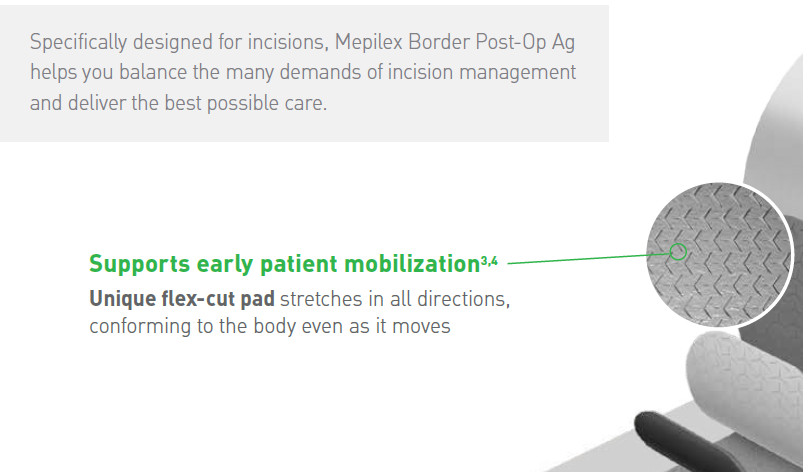 Specifically designed for incisions, Mepilex Border Post-Op Ag
helps you balance the many demands of incision management
and deliver the best possible care.
Supports early patient mobilization³,⁴
Unique flex-cut pad stretches in all directions,
conforming to the body even as it moves